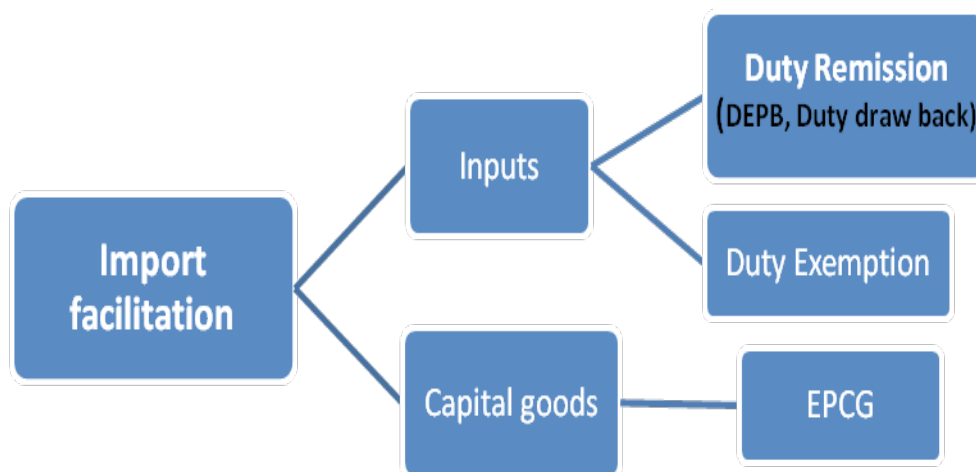 Import
facilitation
Inputs
Capital goods
Duty Remission
(DEPB, Duty draw back)
Duty Exemption
EPCG